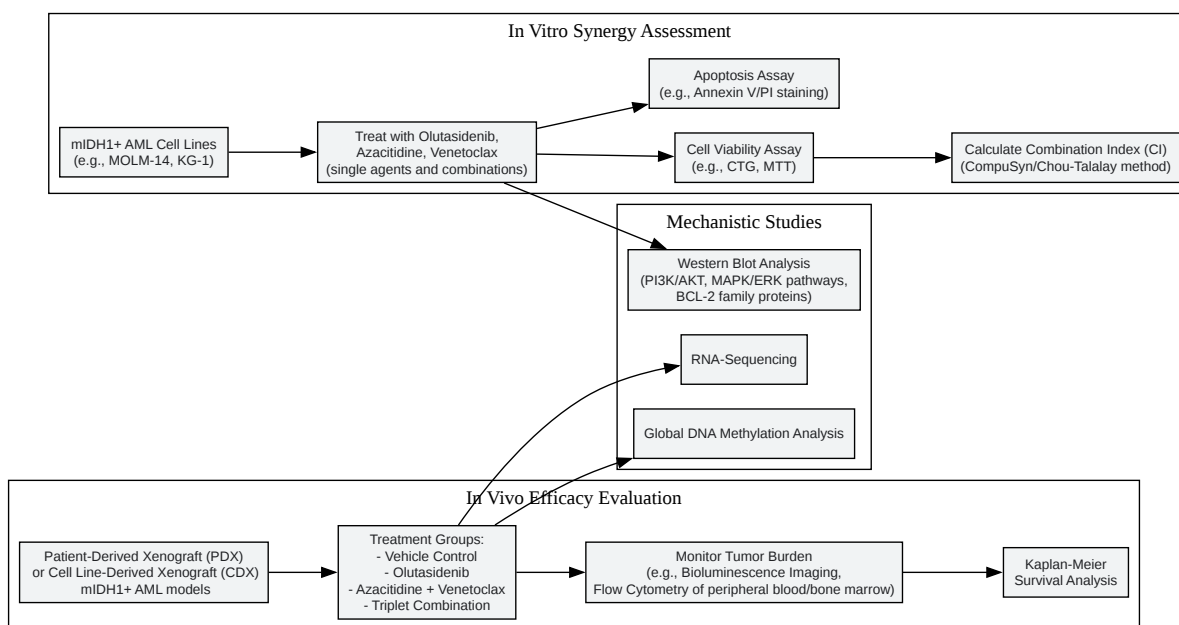 In Vitro Synergy Assessment
Apoptosis Assay
(e.g., Annexin V/PI staining)
mIDH1+ AML Cell Lines
(e.g., MOLM-14, KG-1)
Treat with Olutasidenib,
Azacitidine, Venetoclax
(single agents and combinations)
Cell Viability Assay
(e.g., CTG, MTT)
Calculate Combination Index (CI)
(CompuSyn/Chou-Talalay method)
Mechanistic Studies
Western Blot Analysis
(PI3K/AKT, MAPK/ERK pathways,
BCL-2 family proteins)
RNA-Sequencing
Global DNA Methylation Analysis
In Vivo Efficacy Evaluation
Patient-Derived Xenograft (PDX)
or Cell Line-Derived Xenograft (CDX)
mIDH1+ AML models
Treatment Groups:
- Vehicle Control
- Olutasidenib
- Azacitidine + Venetoclax
- Triplet Combination
Monitor Tumor Burden
(e.g., Bioluminescence Imaging,
Flow Cytometry of peripheral blood/bone marrow)
Kaplan-Meier
Survival Analysis